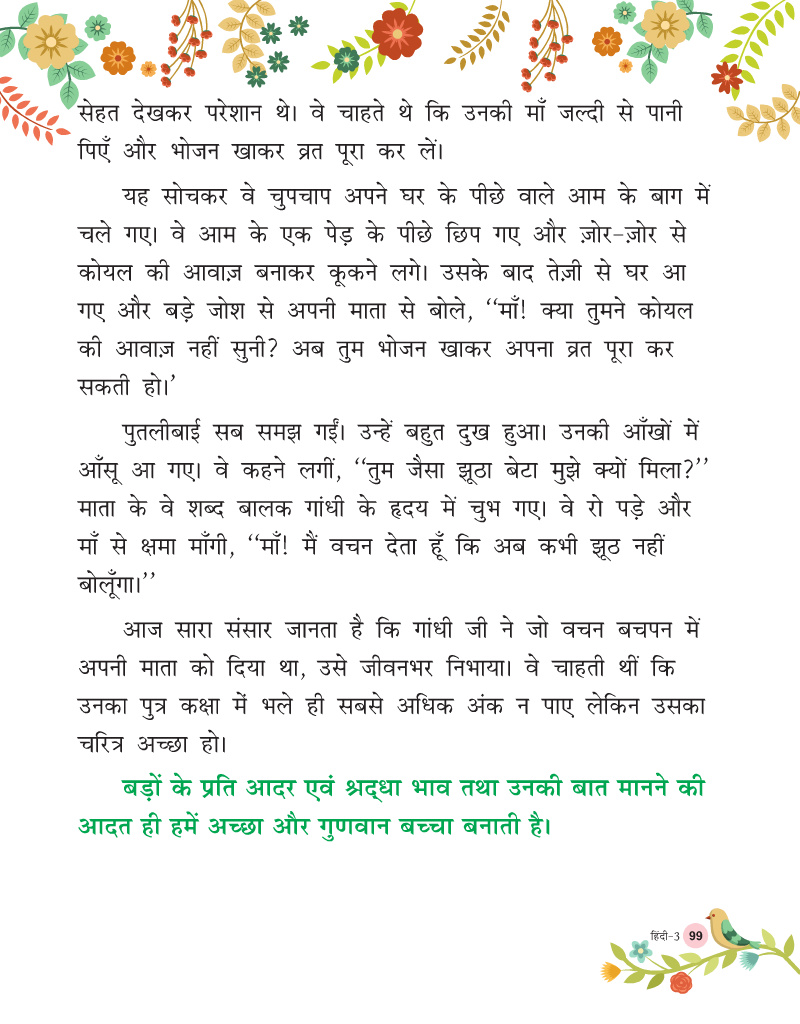 सेहत देखकर परेशान थे। वे चाहते थे कि उनकी माँ जल्दी से पानी
पिएँ और भोजन खाकर व्रत पूरा कर लें।
यह सोचकर वे चुपचाप अपने घर के पीछे वाले आम के बाग में
चले गए। वे आम के एक पेड़ के पीछे छिप गए और ज़ोर-ज़ोर से
कोयल की आवाज़ बनाकर कूकने लगे। उसके बाद तेज़ी से घर आ
गए और बड़े जोश से अपनी माता से बोले, ‘‘माँ! क्या तुमने कोयल
की आवाज़ नहीं सुनी? अब तुम भोजन खाकर अपना व्रत पूरा कर
सकती हो।’
पुतलीबाई सब समझ गईं। उन्हें बहुत दुख हुआ। उनकी आँखों में
आँसू आ गए। वे कहने लगीं, ‘‘तुम जैसा झूठा बेटा मुझे क्यों मिला?’’
माता के वे शब्द बालक गांधी के हृदय में चुभ गए। वे रो पड़े और
माँ से क्षमा माँगी, ‘‘माँ! मैं वचन देता हूँ कि अब कभी झूठ नहीं
बोलूँगा।’’
आज सारा संसार जानता है कि गांधी जी ने जो वचन बचपन में
अपनी माता को दिया था, उसे जीवनभर निभाया। वे चाहती थीं कि
उनका पुत्र कक्षा में भले ही सबसे अधिक अंक न पाए लेकिन उसका
चरित्र अच्छा हो।
बड़ों के प्रति आदर एवं श्रद्धा भाव तथा उनकी बात मानने की
आदत ही हमें अच्छा और गुणवान बच्चा बनाती है।
हिंदी-3 99